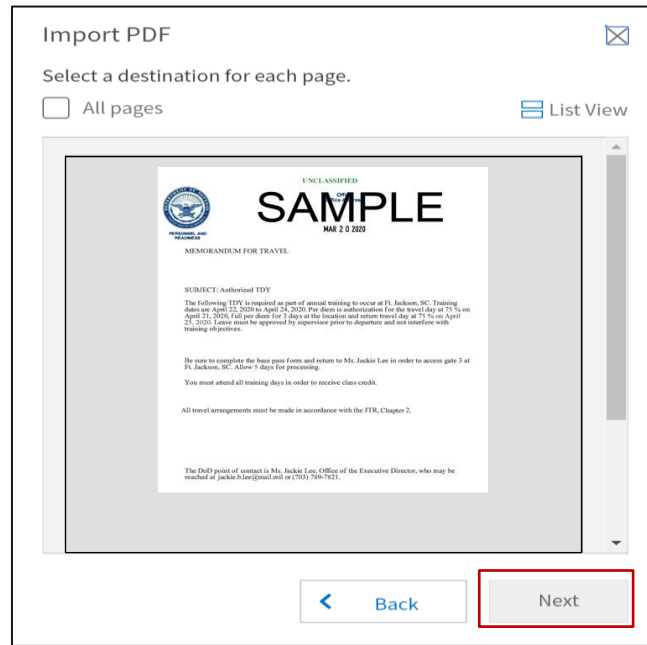 Import PDF
Select a destination for each page.
All pages
List View
UNCLASSIFIED
SAMPLE
MAR 2 0 2020
PERSONNEL AND
READINESS
MEMORANDUM FOR TRAVEL
SUBJECT: Authorized TDY
The following TDY is required as part of annual training to occur at Ft. Jackson, SC. Training
dates are April 22, 2020 to April 24, 2020. Per diem is authorization for the travel day at 75 % on
April 21, 2020, full per diem for 3 days at the location and return travel day at 75 % on April
25, 2020. Leave must be approved by supervisor prior to departure and not interfere with
training objectives.
Be sure to complete the base pass form and return to Ms. Jackie Lee in order to access gate 3 at
Ft. Jackson, SC. Allow 5 days for processing.
You must attend all training days in order to receive class credit.
All travel arrangements must be made in accordance with the JTR, Chapter 2.
The DoD point of contact is Ms. Jackie Lee, Office of the Executive Director, who may be
reached at jackie.b.lee@mail.mil or (703) 789-7821.
Back
Next